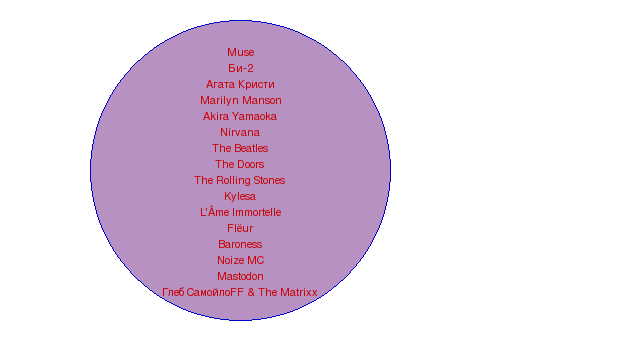 Muse
Би-2
Агата Кристи
Marilyn Manson
Akira Yamaoka
Nirvana
The Beatles
The Doors
The Rolling Stones
Kylesa
L'Âme Immortelle
Flëur
Baroness
Noize MC
Mastodon
Глеб СамойлоFF & The Matrixx